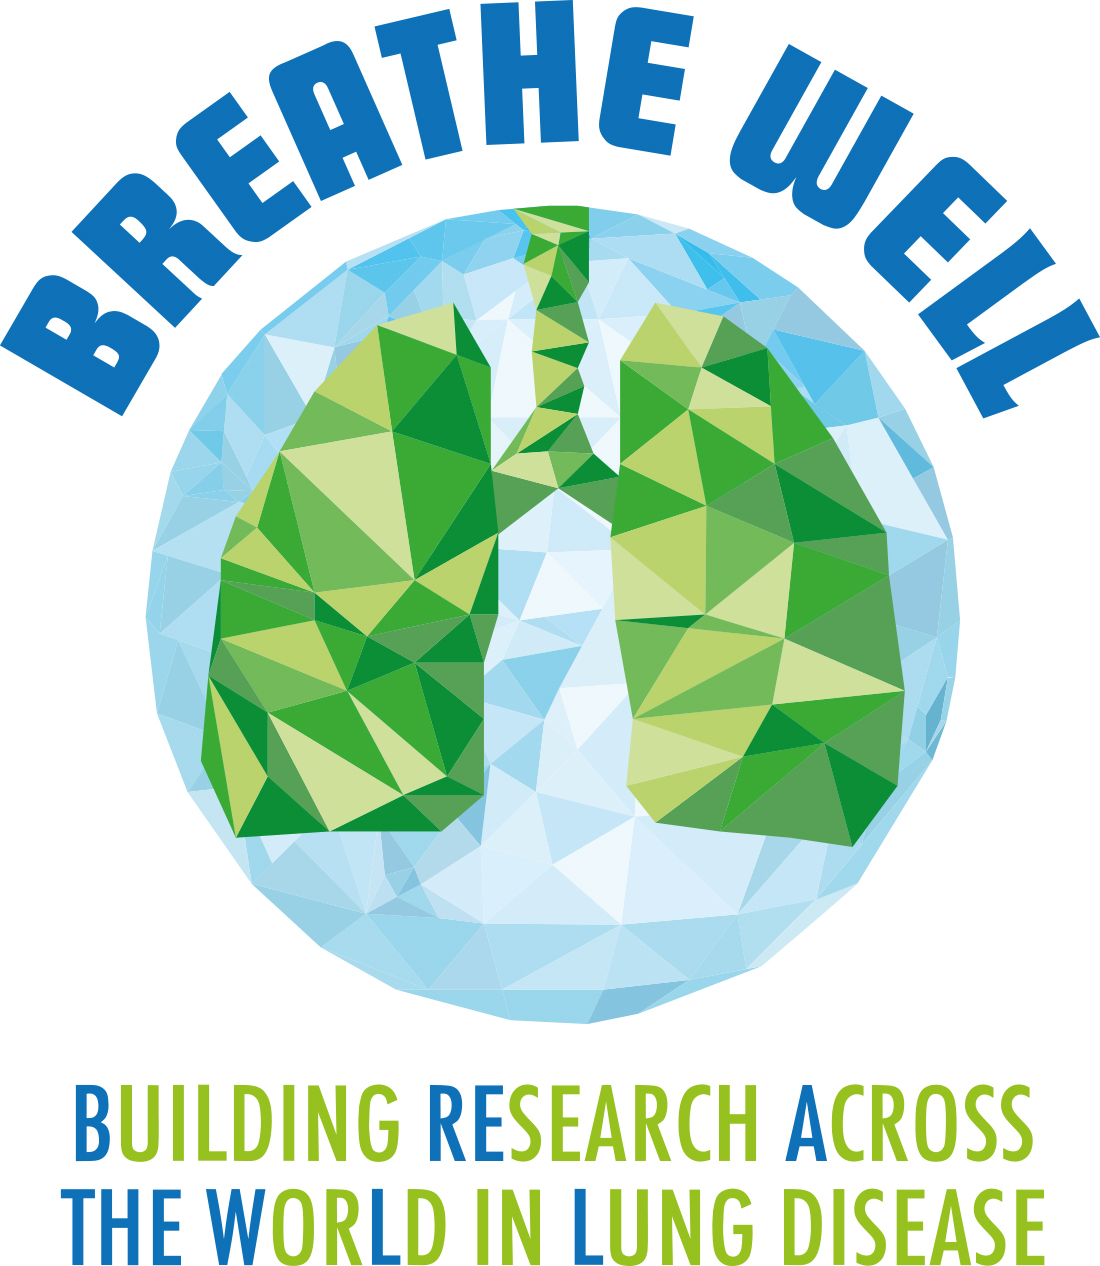 BREATHE WELL
BUILDING RESEARCH ACROSS
THE WORLD IN LUNG DISEASE